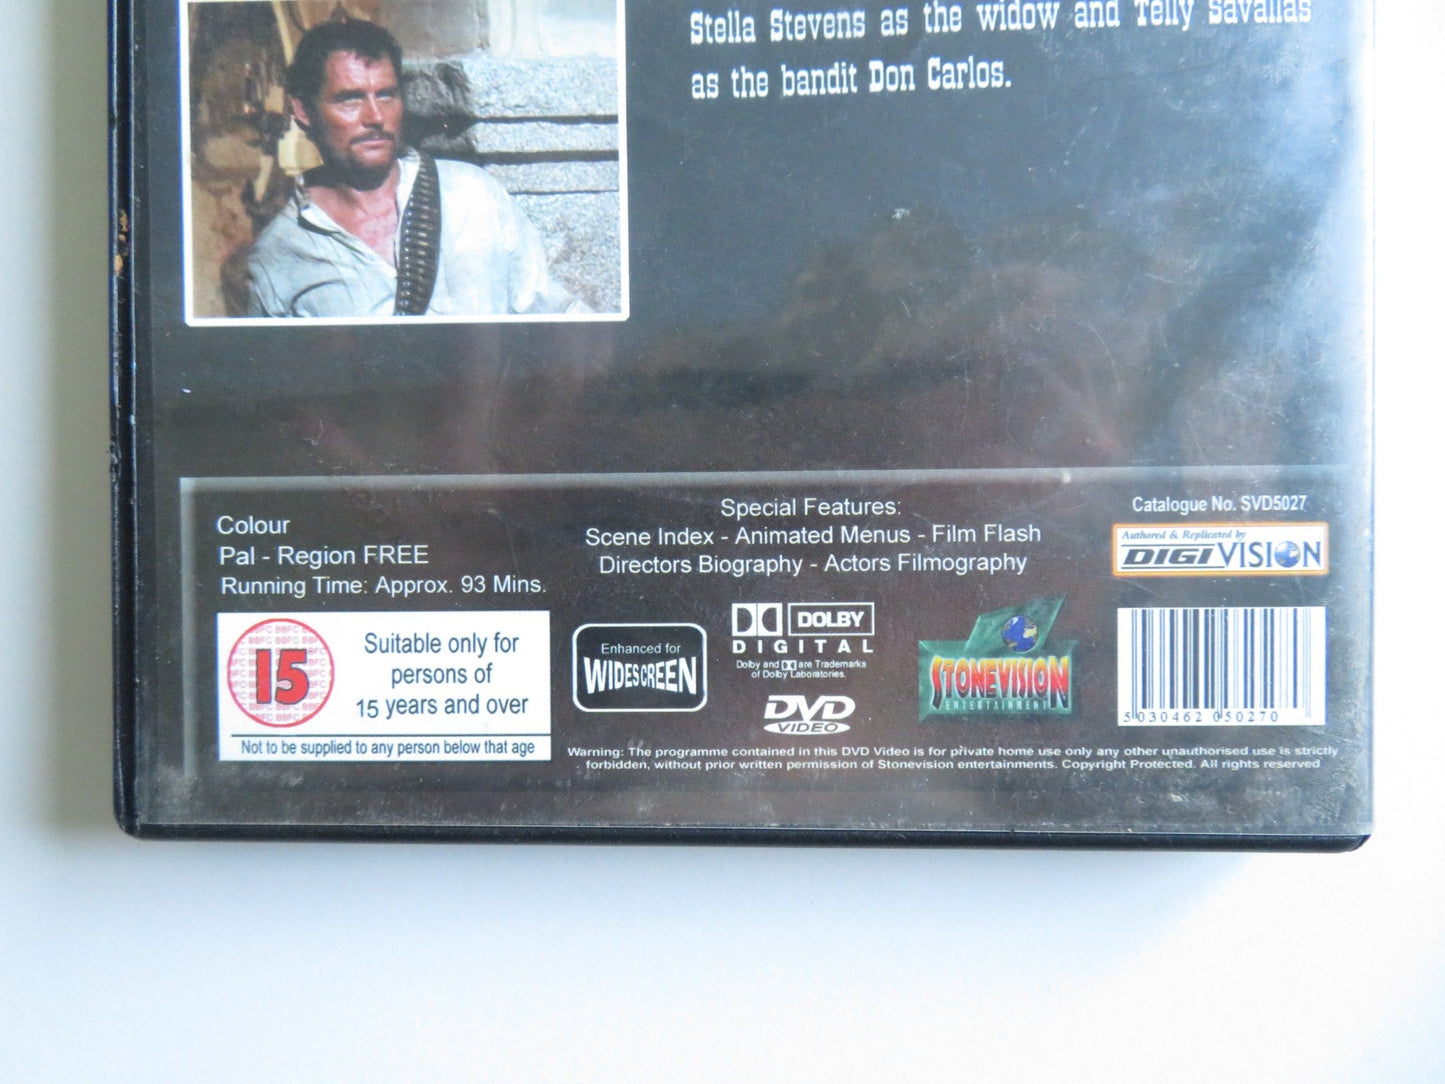 Stella Stevens as the widow and Telly Savallas
as the bandit Don Carlos.
Colour
Pal - Region FREE
Running Time: Approx. 93 Mins.
Special Features:
Scene Index - Animated Menus - Film Flash
Directors Biography - Actors Filmography
Catalogue No. SVD5027
Authored & Replicated by
DIGIVISION
15
Suitable only for
persons of
15 years and over
Not to be supplied to any person below that age
Enhanced for
WIDESCREEN
DOLBY
DIGITAL
Dolby and DD are Trademarks
of Dolby Laboratories.
DVD
VIDEO
STONEVISION
ENTERTAINMENT
5 030462 050270
Warning: The programme contained in this DVD Video is for private home use only any other unauthorised use is strictly
forbidden, without prior written permission of Stonevision entertainments. Copyright Protected. All rights reserved